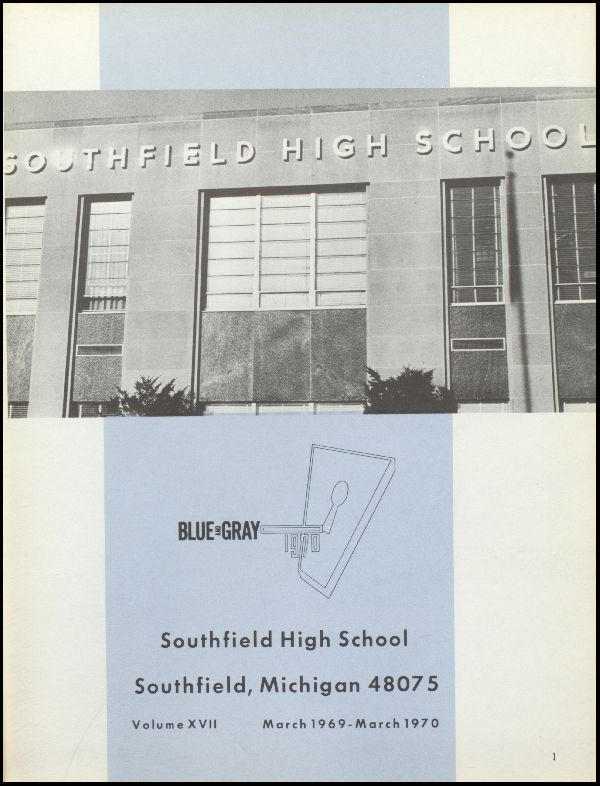 SOUTHFIELD HIGH SCHOOL
BLUE AND GRAY
1970
Southfield High School
Southfield, Michigan 48075
Volume XVII March 1969-March 1970
1